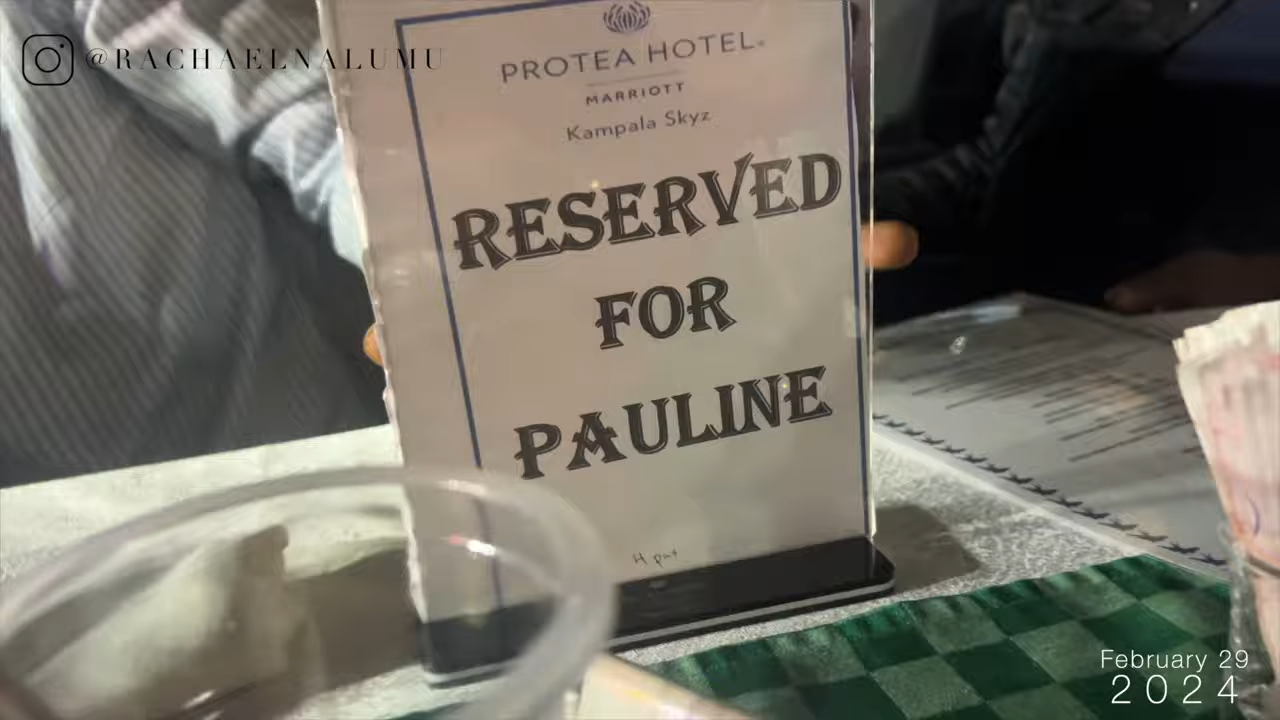 @RACHAELNALUMU
PROTEA HOTEL
MARRIOTT
Kampala Skyz
RESERVED
FOR
PAULINE
February 29
2024